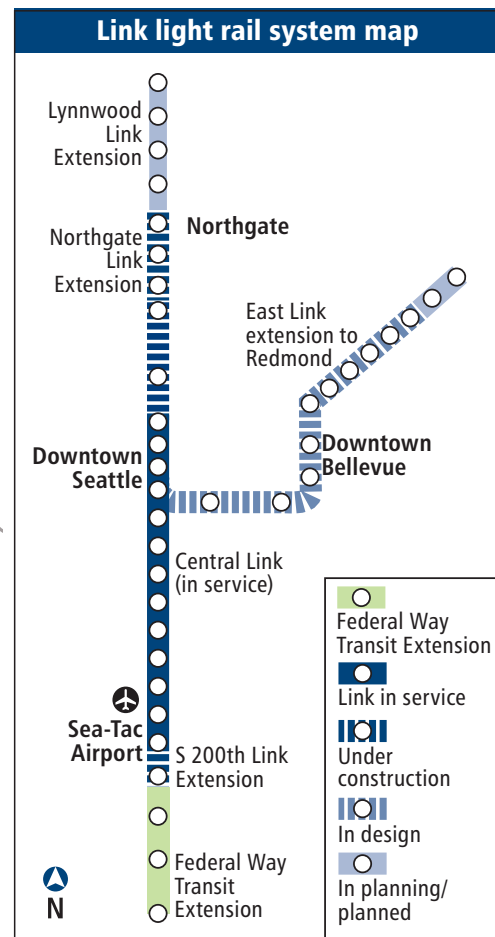 Link light rail system map
Lynnwood
Link
Extension
Northgate
Northgate
Link
Extension
East Link
extension to
Redmond
Downtown
Seattle
Downtown
Bellevue
Central Link
(in service)
Sea-Tac
Airport
S 200th Link
Extension
Federal Way
Transit
Extension
N
Federal Way
Transit Extension
Link in service
Under
construction
In design
In planning/
planned